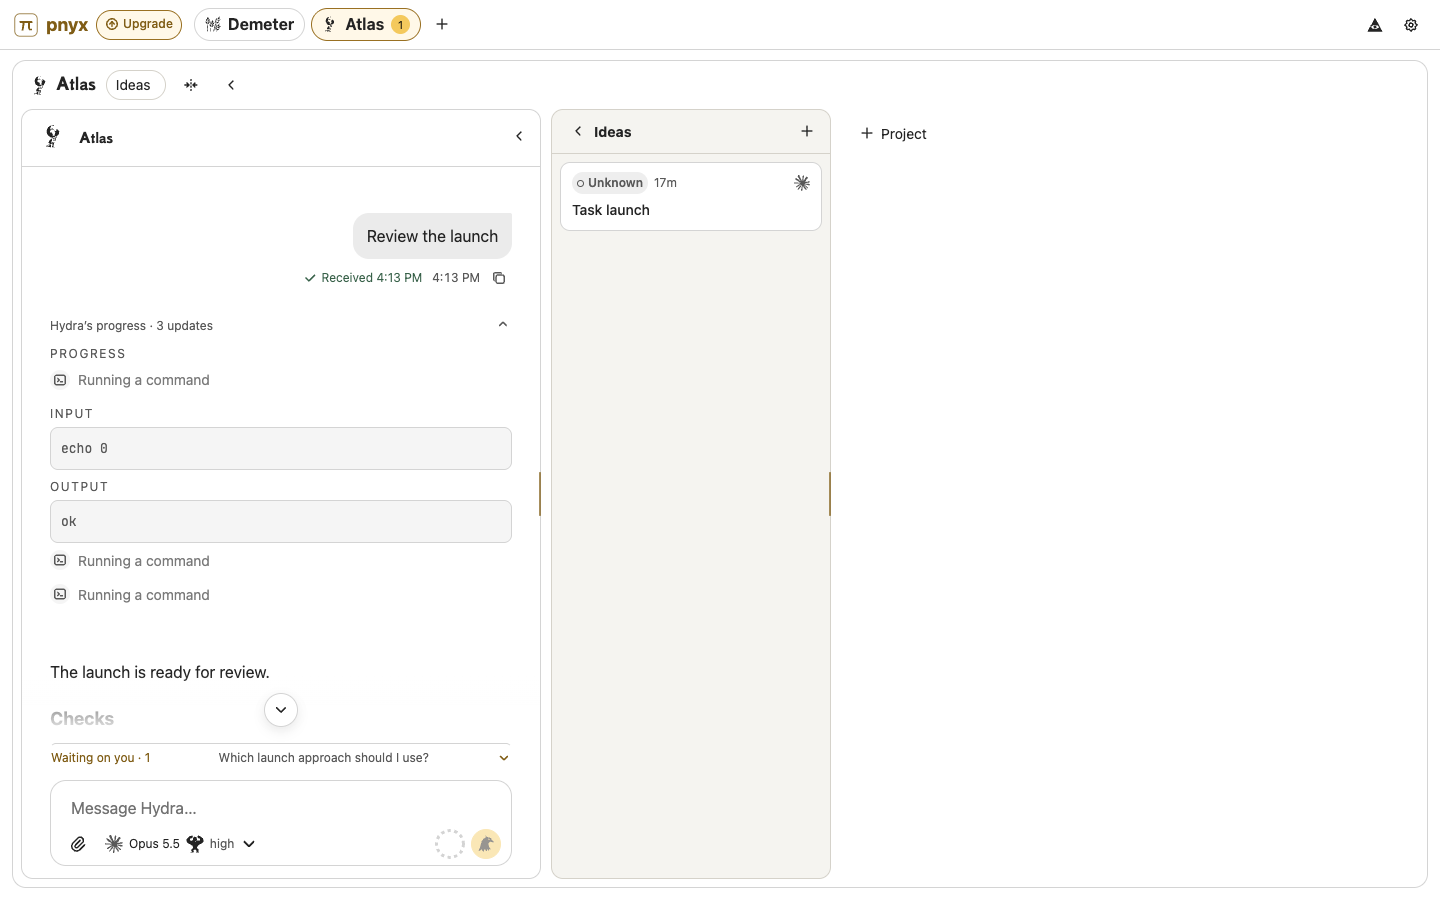 π pnyx Upgrade Demeter Atlas 1
Atlas Ideas
Atlas
Review the launch
Received 4:13 PM 4:13 PM
Hydra's progress · 3 updates
PROGRESS
Running a command
INPUT
echo 0
OUTPUT
ok
Running a command
Running a command
The launch is ready for review.
Checks
Waiting on you · 1 Which launch approach should I use?
Message Hydra...
Opus 5.5 high
Ideas
Unknown 17m
Task launch
Project